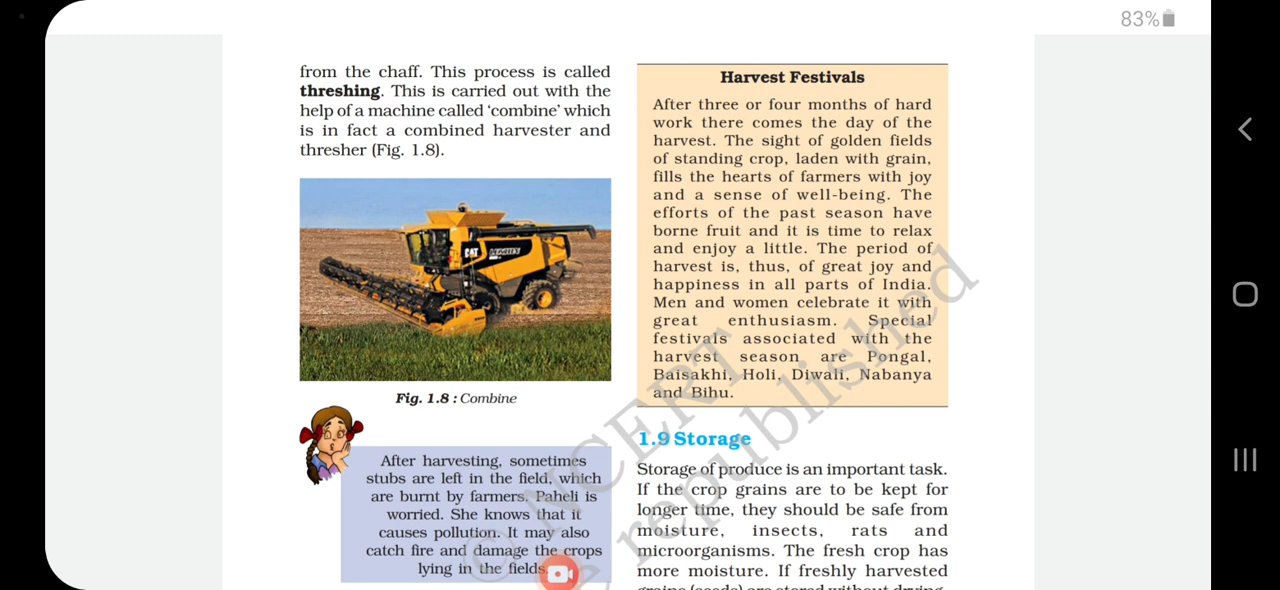 83%
from the chaff. This process is called
threshing. This is carried out with the
help of a machine called ‘combine’ which
is in fact a combined harvester and
thresher (Fig. 1.8).
CAT
Fig. 1.8 : Combine
After harvesting, sometimes
stubs are left in the field, which
are burnt by farmers. Paheli is
worried. She knows that it
causes pollution. It may also
catch fire and damage the crops
lying in the fields.
Harvest Festivals
After three or four months of hard
work there comes the day of the
harvest. The sight of golden fields
of standing crop, laden with grain,
fills the hearts of farmers with joy
and a sense of well-being. The
efforts of the past season have
borne fruit and it is time to relax
and enjoy a little. The period of
harvest is, thus, of great joy and
happiness in all parts of India.
Men and women celebrate it with
great enthusiasm. Special
festivals associated with the
harvest season are Pongal,
Baisakhi, Holi, Diwali, Nabanya
and Bihu.
1.9 Storage
Storage of produce is an important task.
If the crop grains are to be kept for
longer time, they should be safe from
moisture, insects, rats and
microorganisms. The fresh crop has
more moisture. If freshly harvested
grains (seeds) are stored without drying,
© NCERT
republished